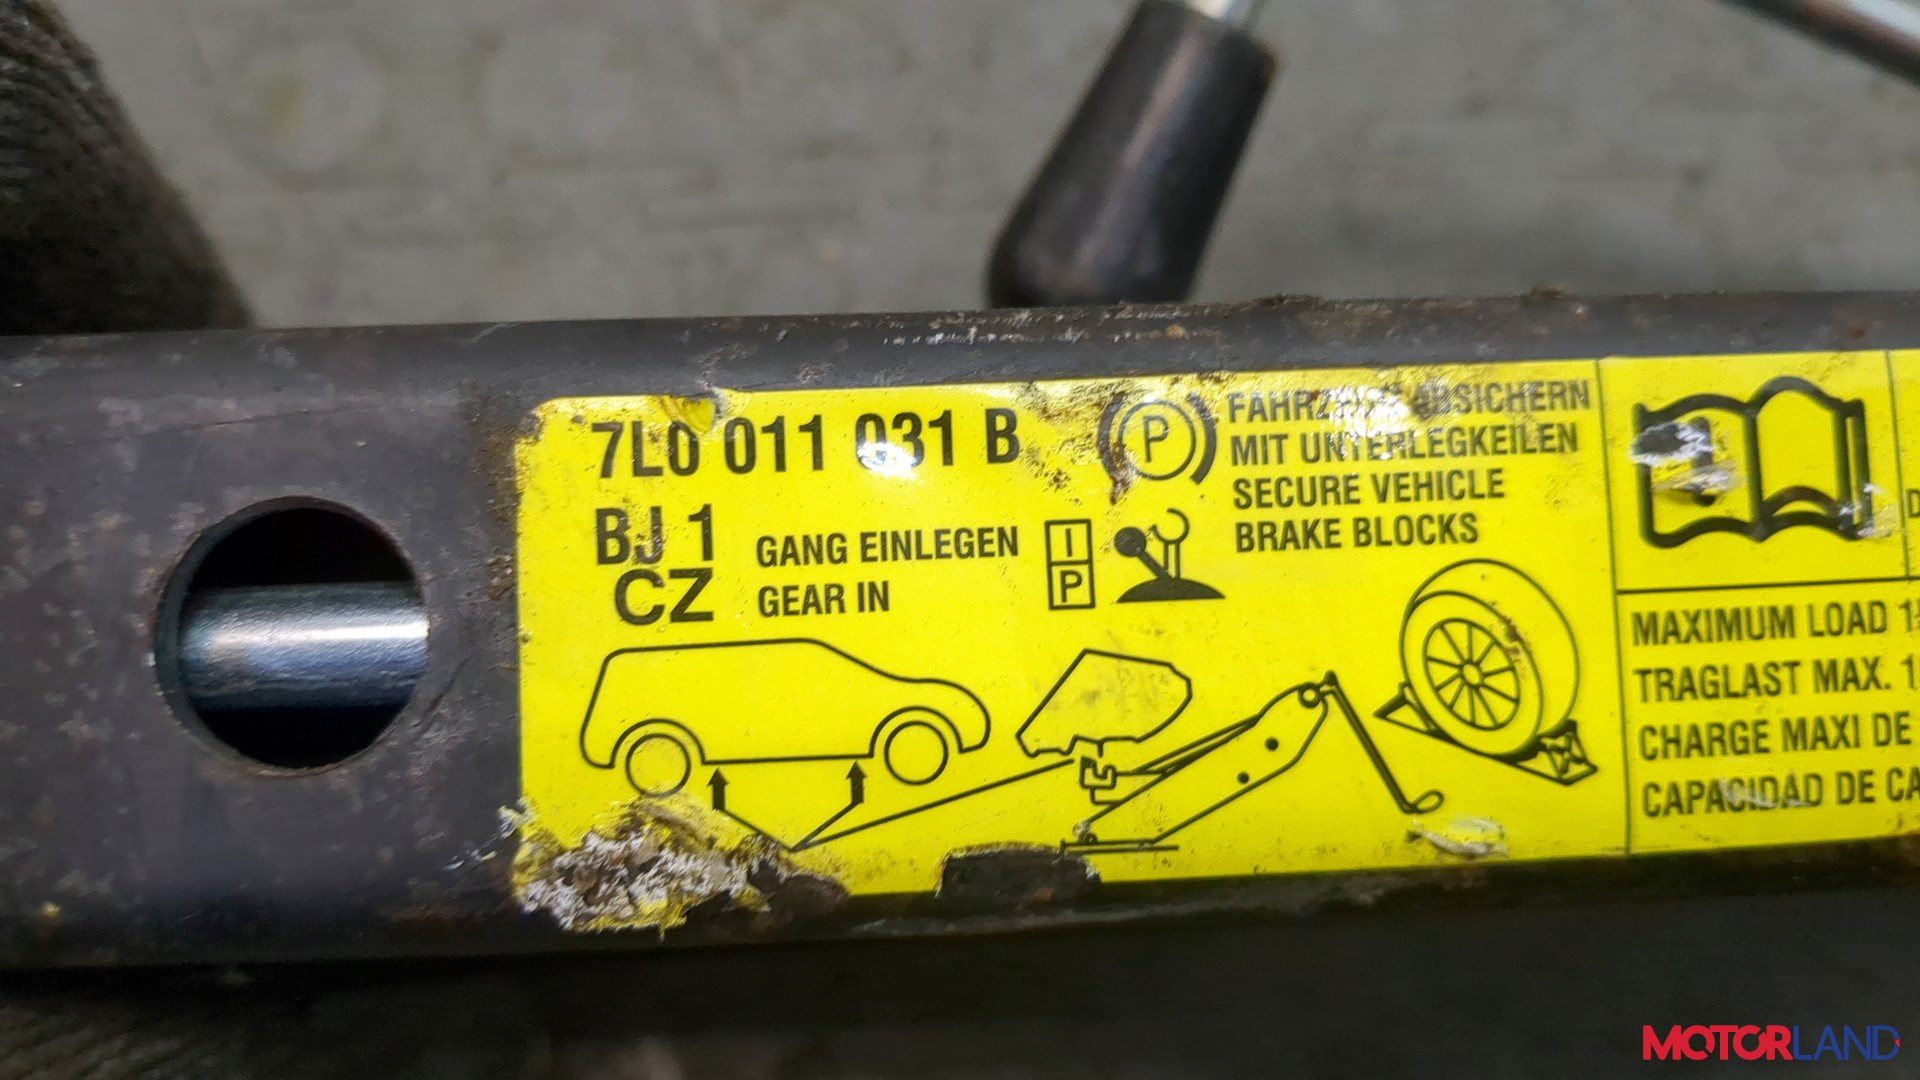 7L0 011 031 B
BJ 1
CZ
GANG EINLEGEN
GEAR IN
I
P
P
MIT UNTERLEGKEILEN
SECURE VEHICLE
BRAKE BLOCKS
MAXIMUM LOAD
TRAGLAST MAX.
CHARGE MAXI DE
CAPACIDAD DE
MOTORLAND